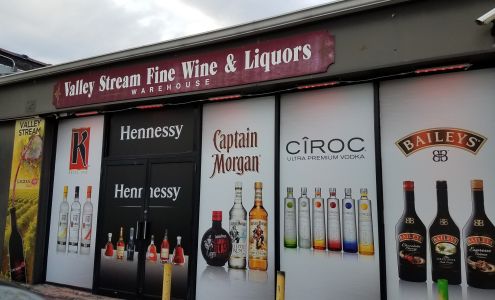 Valley Stream Fine Wine & Liquors
WAREHOUSE
VALLEY
STREAM
K
Hennessy
Hennessy
Captain
Morgan
CÎROC
ULTRA PREMIUM VODKA
BAILEYS